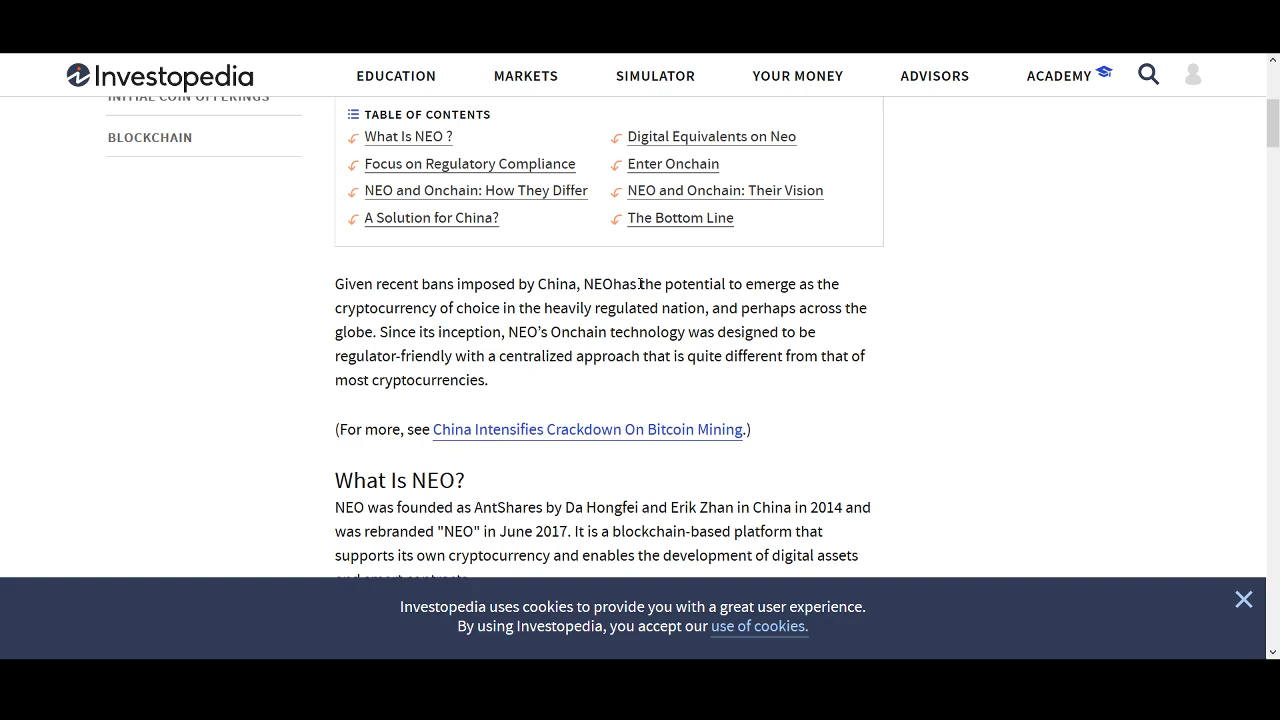 Investopedia
EDUCATION MARKETS SIMULATOR YOUR MONEY ADVISORS ACADEMY
INITIAL COIN OFFERINGS
BLOCKCHAIN
TABLE OF CONTENTS
What Is NEO ?
Focus on Regulatory Compliance
NEO and Onchain: How They Differ
A Solution for China?
Digital Equivalents on Neo
Enter Onchain
NEO and Onchain: Their Vision
The Bottom Line
Given recent bans imposed by China, NEOhas the potential to emerge as the
cryptocurrency of choice in the heavily regulated nation, and perhaps across the
globe. Since its inception, NEO’s Onchain technology was designed to be
regulator-friendly with a centralized approach that is quite different from that of
most cryptocurrencies.
(For more, see China Intensifies Crackdown On Bitcoin Mining.)
What Is NEO?
NEO was founded as AntShares by Da Hongfei and Erik Zhan in China in 2014 and
was rebranded "NEO" in June 2017. It is a blockchain-based platform that
supports its own cryptocurrency and enables the development of digital assets
and smart contracts.
Investopedia uses cookies to provide you with a great user experience.
By using Investopedia, you accept our use of cookies.